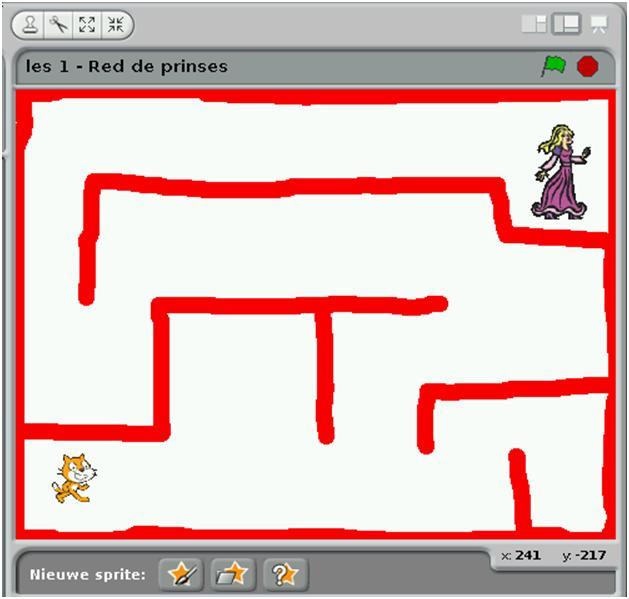 les 1 - Red de prinses
x: 241 y: -217
Nieuwe sprite: